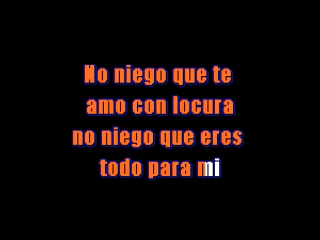 No niego que te
amo con locura
no niego que eres
todo para mi